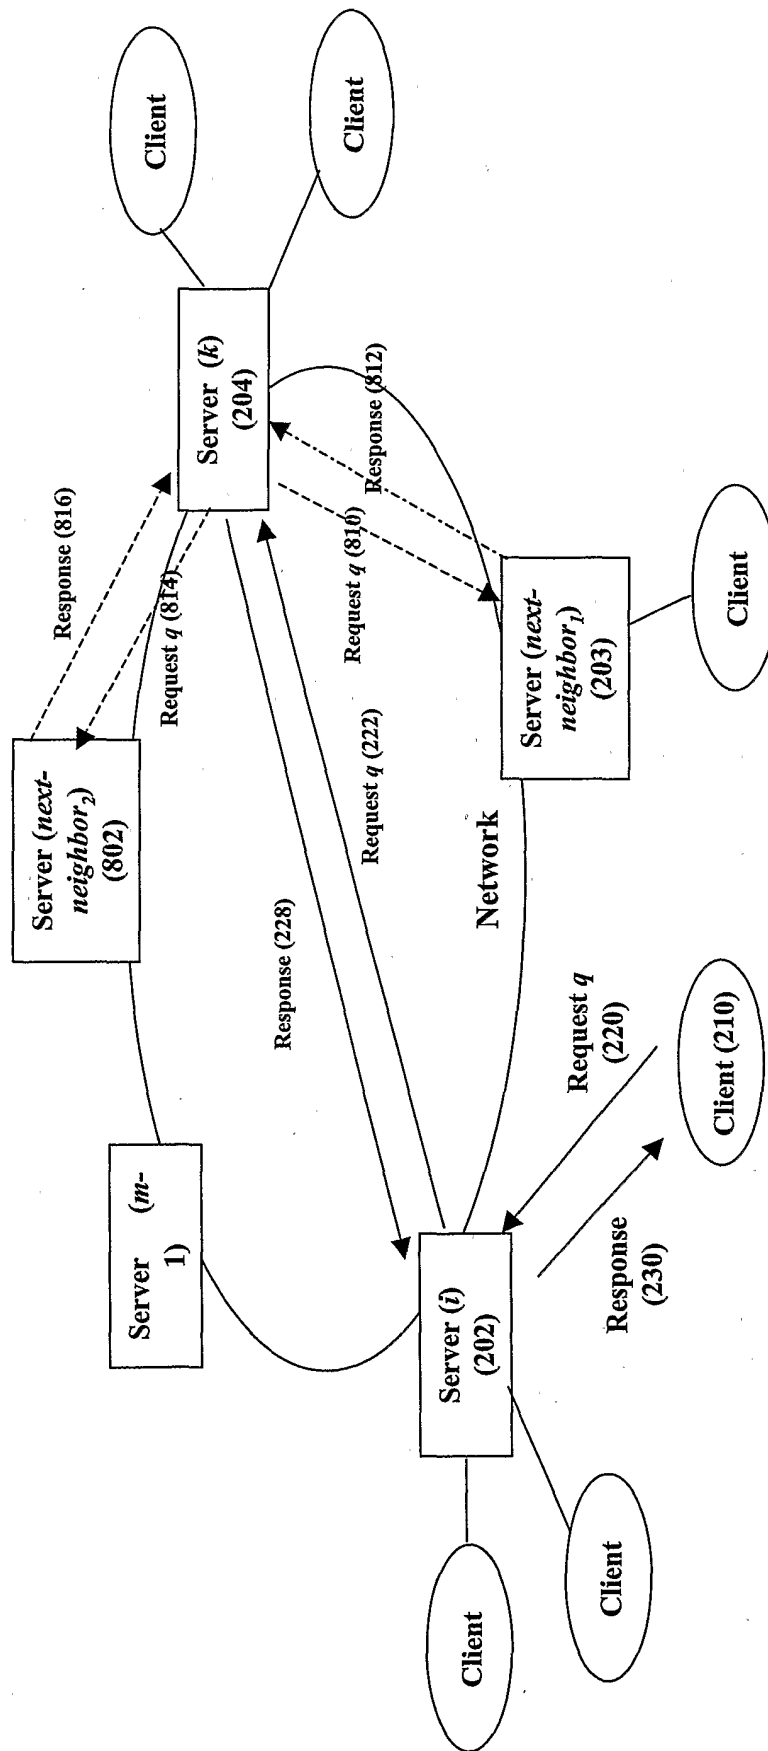 Client
Client
Server (k)
(204)
Response (816)
Request q (814)
Response (812)
Request q (810)
Server (next-
neighbor2)
(802)
Server (next-
neighbor1)
(203)
Client
Request q (222)
Response (228)
Network
Server (m-
1)
Request q
(220)
Client (210)
Response
(230)
Server (i)
(202)
Client
Client